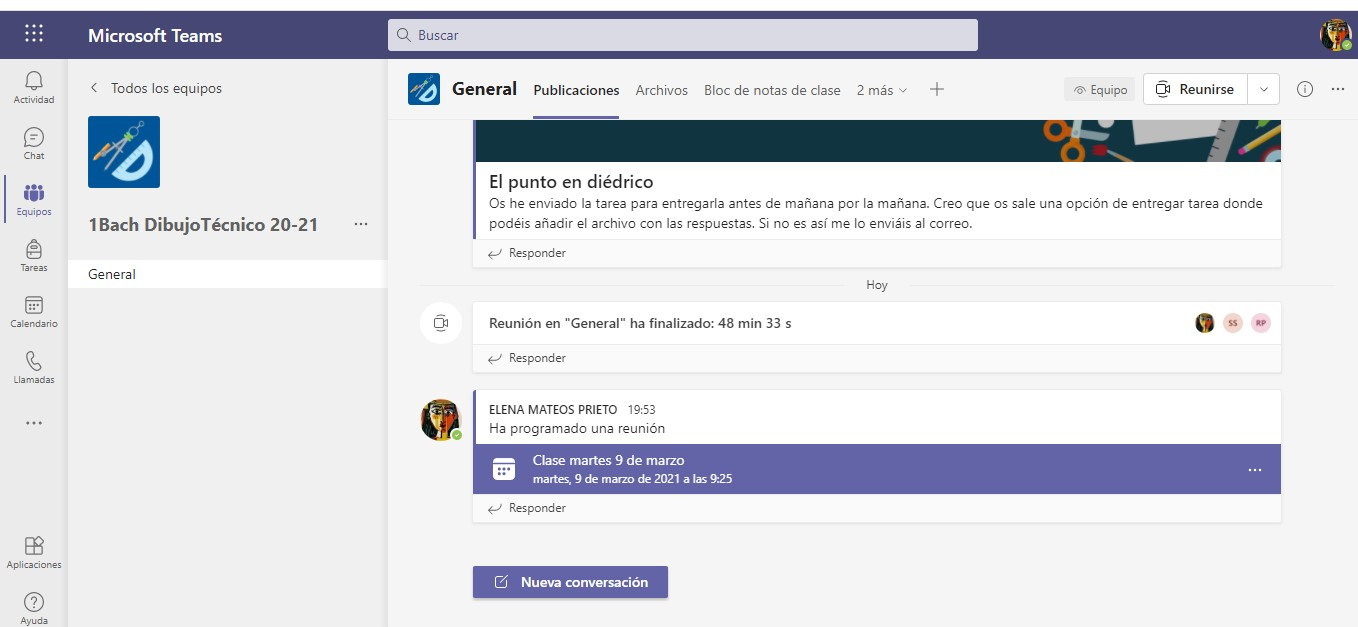 Microsoft Teams
Buscar
Actividad
Chat
Equipos
Tareas
Calendario
Llamadas
Aplicaciones
Ayuda
Todos los equipos
1Bach DibujoTécnico 20-21
General
General
Publicaciones
Archivos
Bloc de notas de clase
2 más
Equipo
Reunirse
El punto en diédrico
Os he enviado la tarea para entregarla antes de mañana por la mañana. Creo que os sale una opción de entregar tarea donde
podéis añadir el archivo con las respuestas. Si no es así me lo enviáis al correo.
Responder
Hoy
Reunión en "General" ha finalizado: 48 min 33 s
SS
RP
Responder
ELENA MATEOS PRIETO 19:53
Ha programado una reunión
Clase martes 9 de marzo
martes, 9 de marzo de 2021 a las 9:25
Responder
Nueva conversación